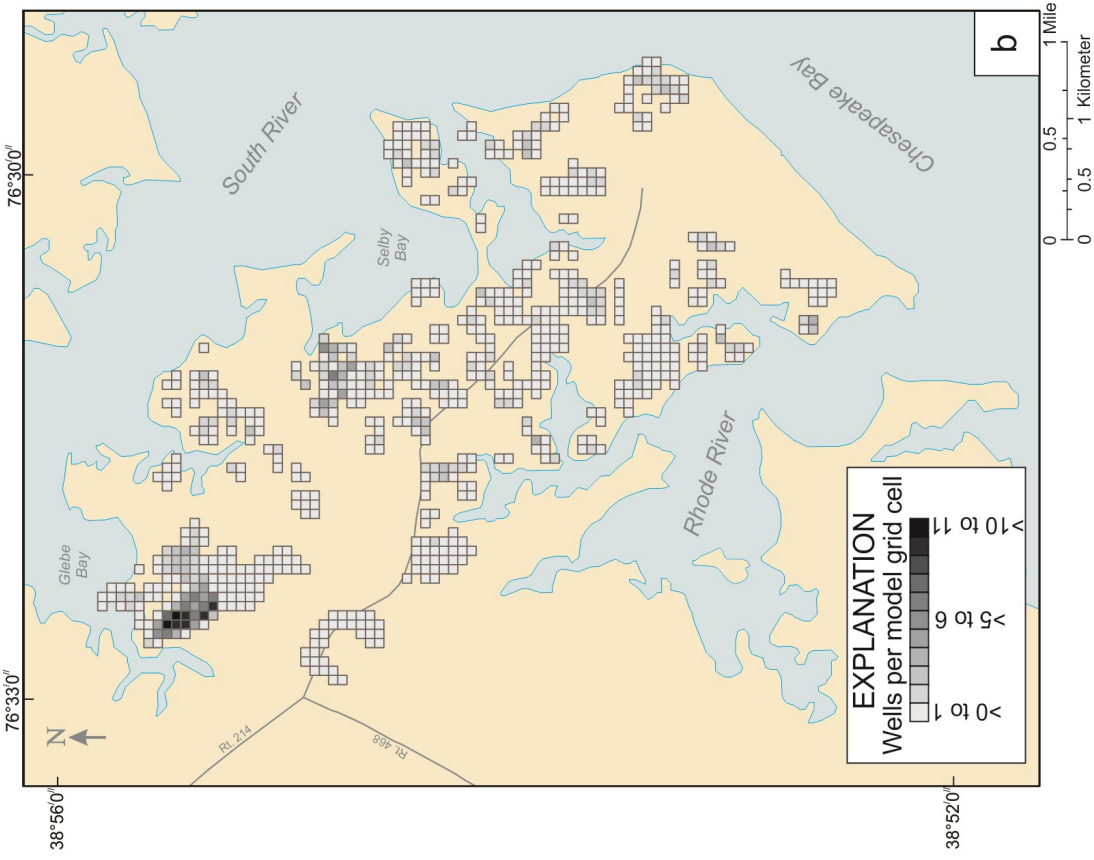 76°33'0"
76°30'0"
38°56'0"
38°52'0"
N
Glebe
Bay
South River
Selby
Bay
Rt. 214
Rt. 468
Rhode River
Chesapeake Bay
b
0 0.5 1 Mile
0 0.5 1 Kilometer
EXPLANATION
Wells per model grid cell
>0 to 1
>5 to 6
>10 to 11